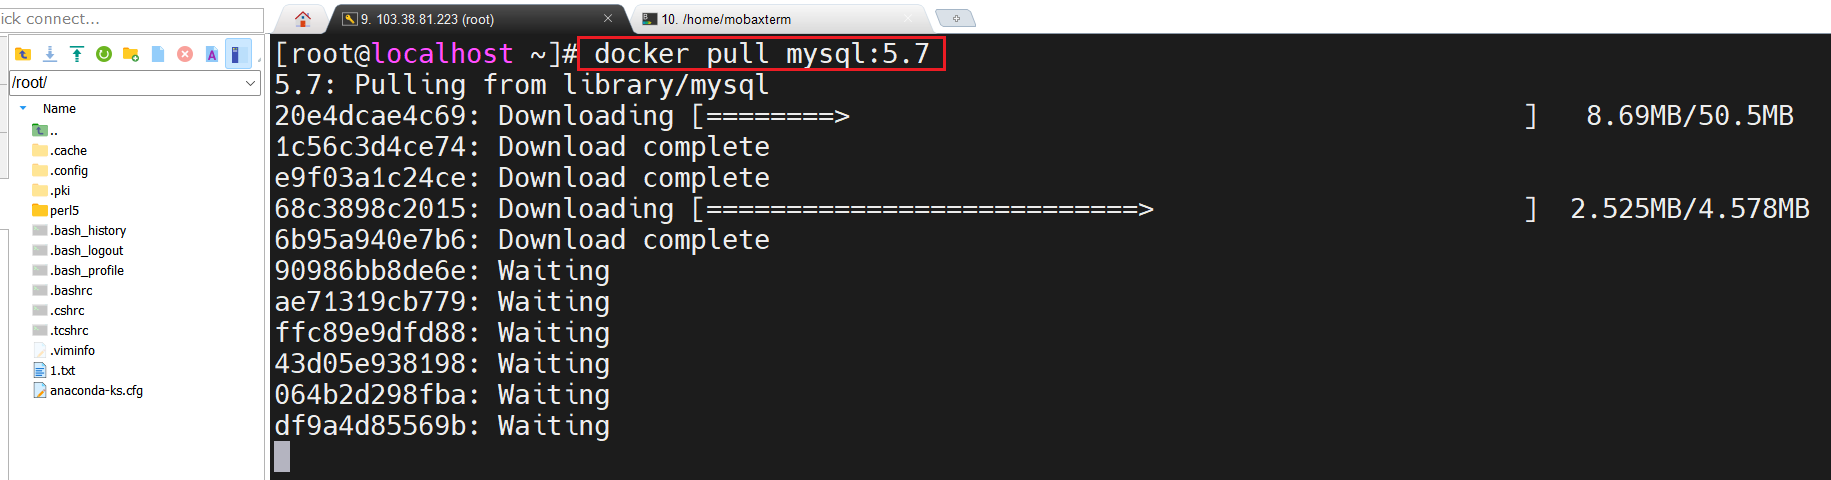 ick connect...
9. 103.38.81.223 (root)
10. /home/mobaxterm
/root/
Name
..
.cache
.config
.pki
perl5
.bash_history
.bash_logout
.bash_profile
.bashrc
.cshrc
.tcshrc
.viminfo
1.txt
anaconda-ks.cfg
[root@localhost ~]# docker pull mysql:5.7
5.7: Pulling from library/mysql
20e4dcae4c69: Downloading [========>                                          ]   8.69MB/50.5MB
1c56c3d4ce74: Download complete
e9f03a1c24ce: Download complete
68c3898c2015: Downloading [===========================>                       ]  2.525MB/4.578MB
6b95a940e7b6: Download complete
90986bb8de6e: Waiting
ae71319cb779: Waiting
ffc89e9dfd88: Waiting
43d05e938198: Waiting
064b2d298fba: Waiting
df9a4d85569b: Waiting